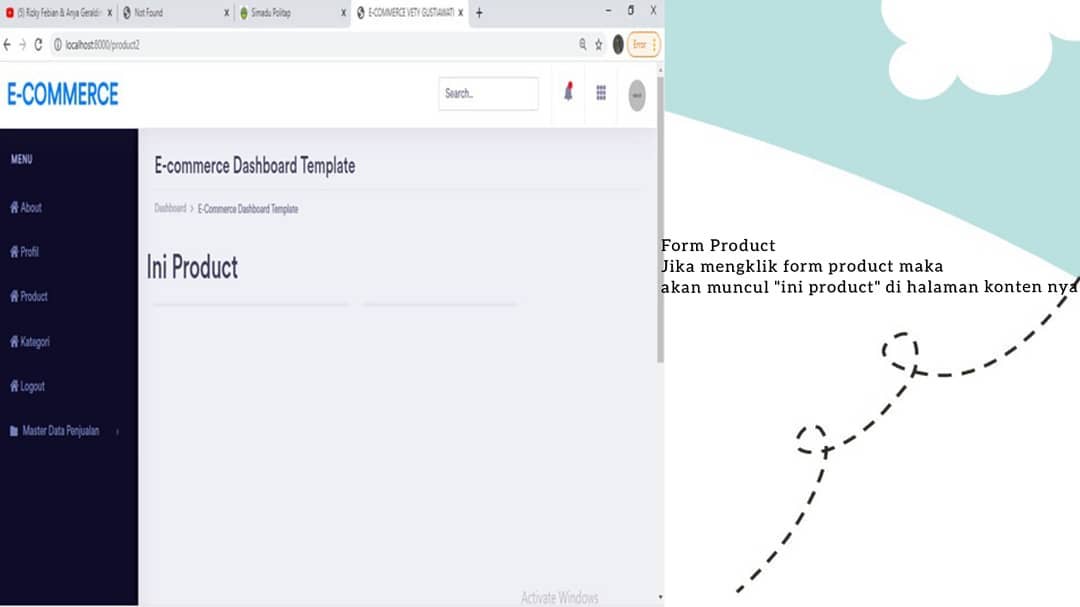 (5) Rizky Febian & Anya Geraldin
Not Found
Simadu Politap
E-COMMERCE VETY GUSTIAWATI
localhost:8000/product2
Error
E-COMMERCE
Search..
MENU
About
Profil
Product
Kategori
Logout
Master Data Penjualan
E-commerce Dashboard Template
Dashboard > E-Commerce Dashboard Template
Ini Product
Activate Windows
Form Product
Jika mengklik form product maka
akan muncul "ini product" di halaman konten nya